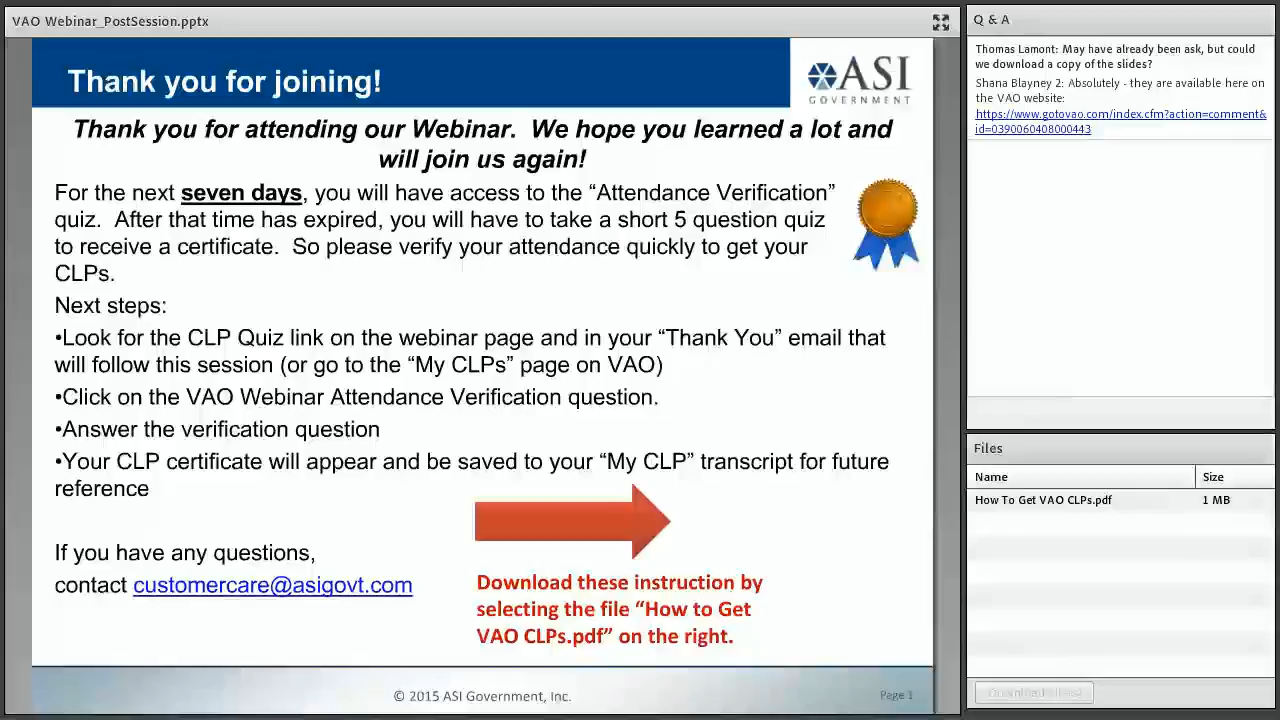 VAO Webinar_PostSession.pptx
Thank you for joining!
ASI
GOVERNMENT
Thank you for attending our Webinar.  We hope you learned a lot and
will join us again!
For the next seven days, you will have access to the “Attendance Verification”
quiz.  After that time has expired, you will have to take a short 5 question quiz
to receive a certificate.  So please verify your attendance quickly to get your
CLPs.
Next steps:
•Look for the CLP Quiz link on the webinar page and in your “Thank You” email that
will follow this session (or go to the “My CLPs” page on VAO)
•Click on the VAO Webinar Attendance Verification question.
•Answer the verification question
•Your CLP certificate will appear and be saved to your “My CLP” transcript for future
reference
If you have any questions,
contact customercare@asigovt.com
Download these instruction by
selecting the file “How to Get
VAO CLPs.pdf” on the right.
© 2015 ASI Government, Inc.
Page 1
Q & A
Thomas Lamont: May have already been ask, but could
we download a copy of the slides?
Shana Blayney 2: Absolutely - they are available here on
the VAO website:
https://www.gotovao.com/index.cfm?action=comment&
id=0390060408000443
Files
Name Size
How To Get VAO CLPs.pdf 1 MB